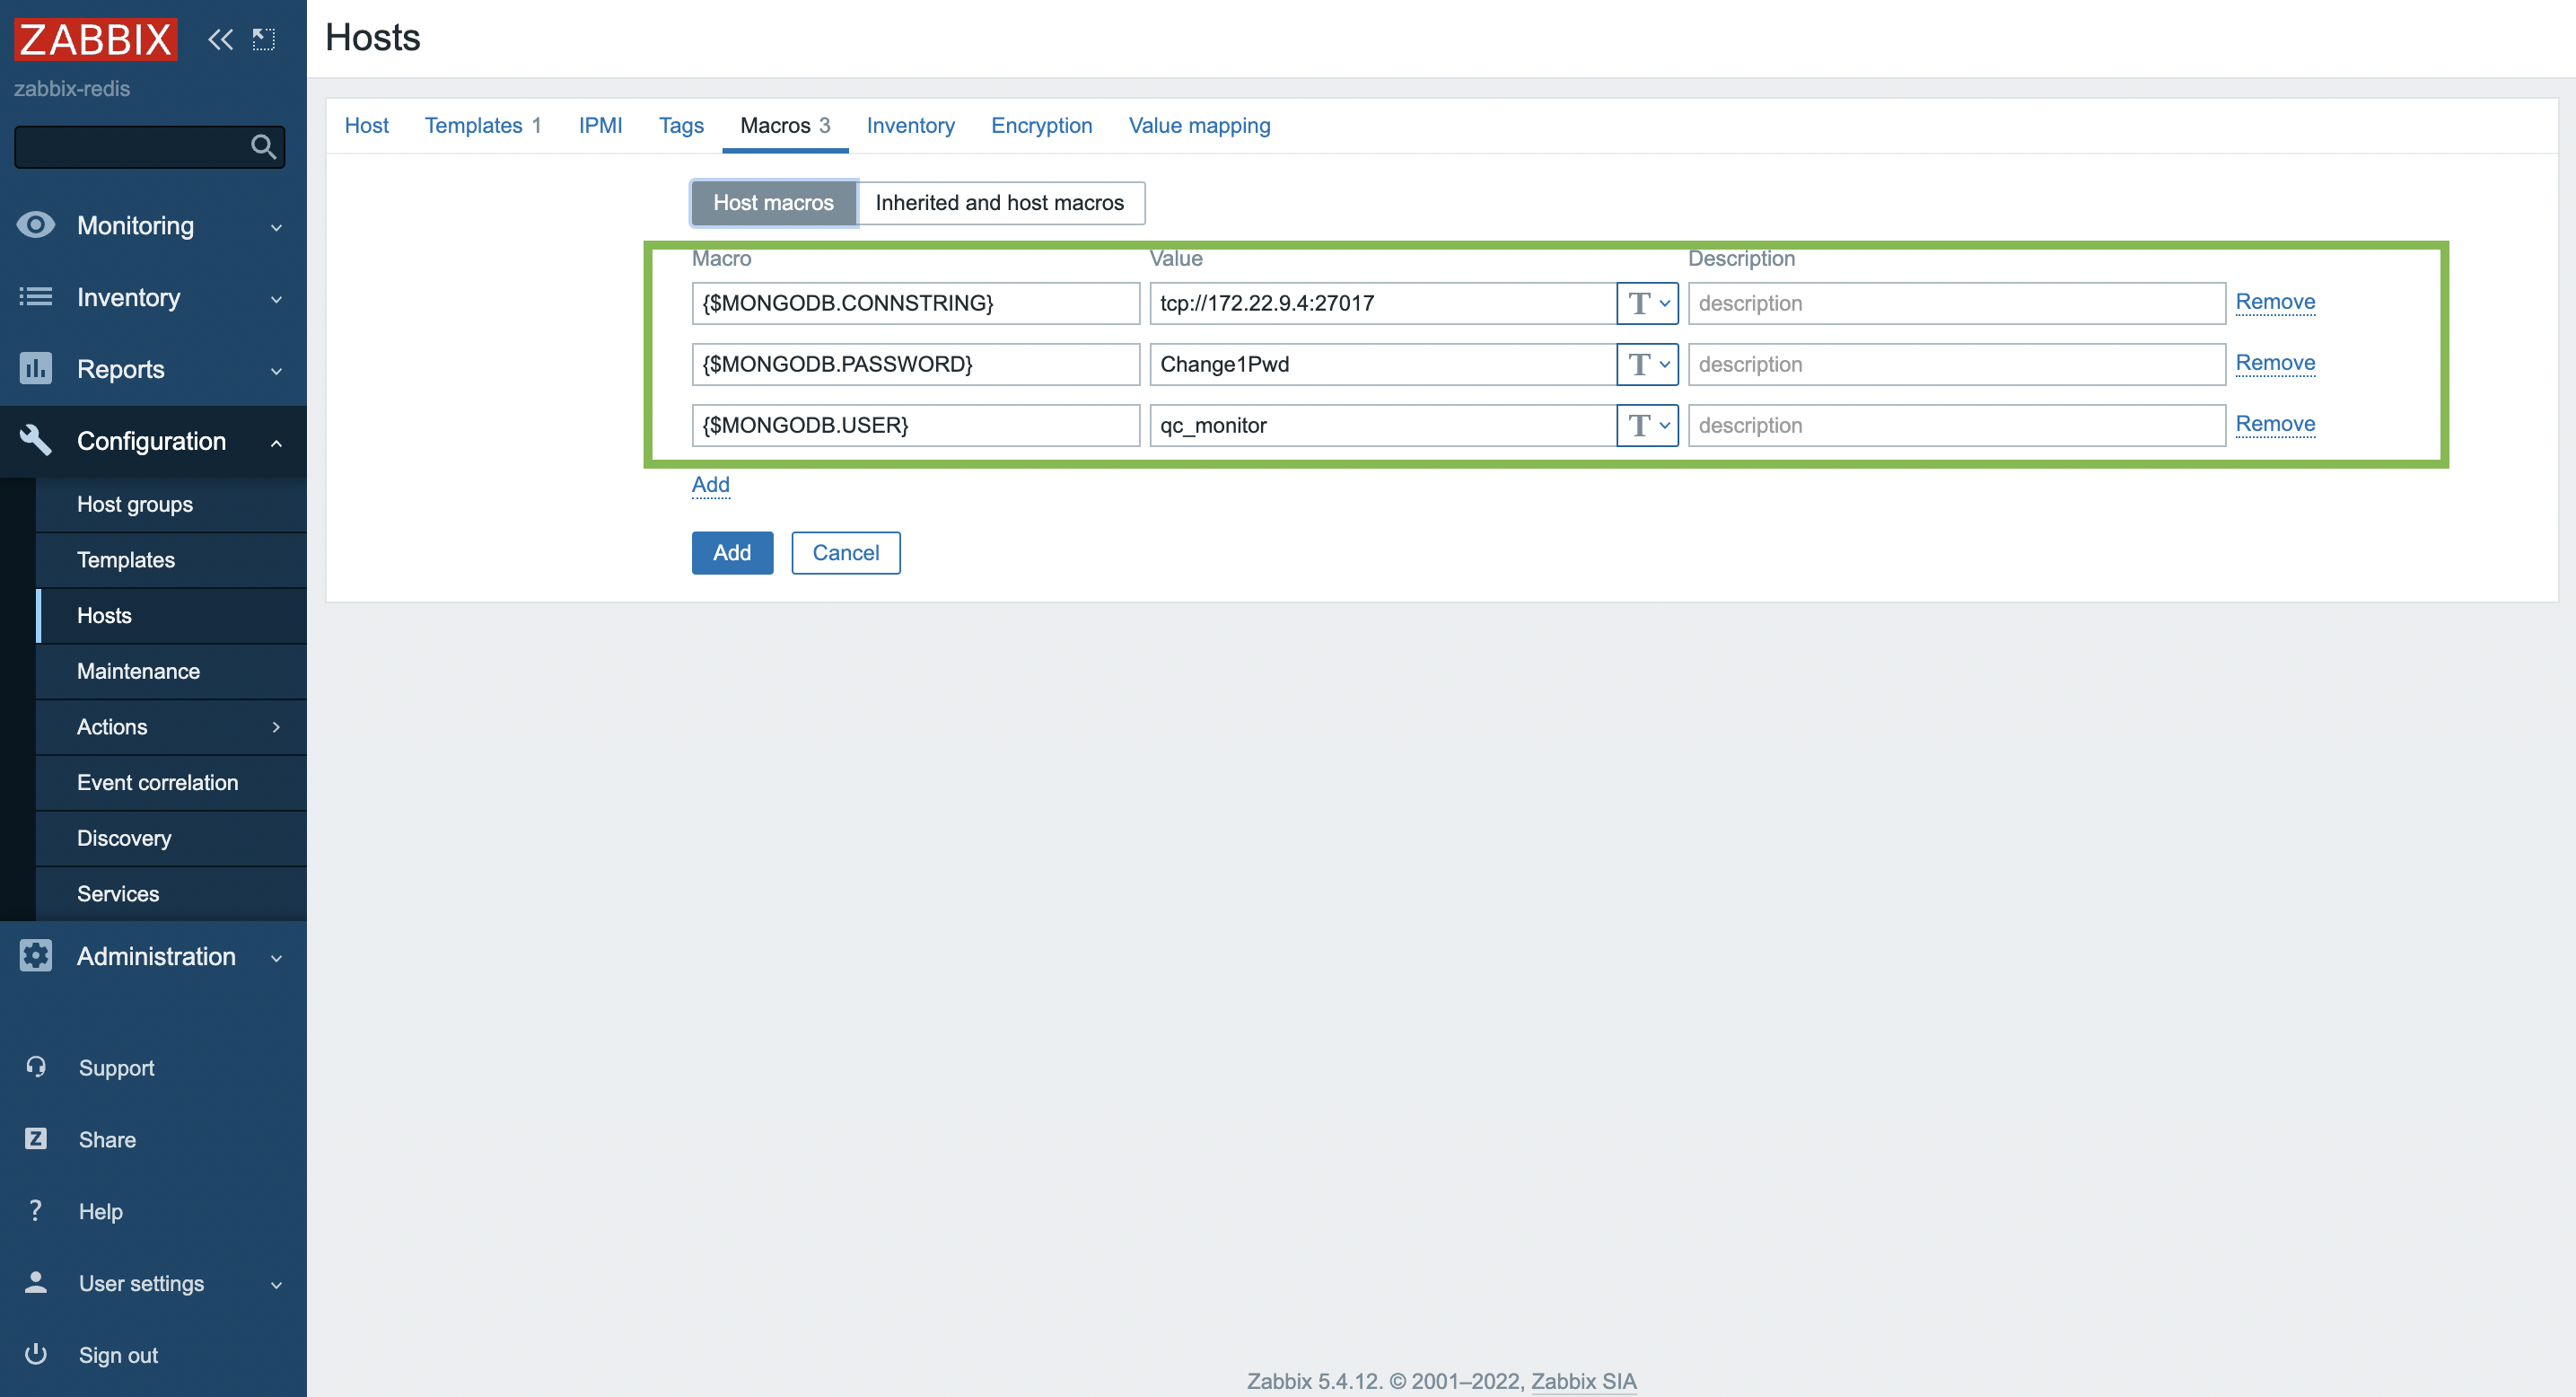 ZABBIX
zabbix-redis
Monitoring
Inventory
Reports
Configuration
Host groups
Templates
Hosts
Maintenance
Actions
Event correlation
Discovery
Services
Administration
Support
Z Share
? Help
User settings
Sign out
Hosts
Host Templates 1 IPMI Tags Macros 3 Inventory Encryption Value mapping
Host macros Inherited and host macros
Macro Value Description
{$MONGODB.CONNSTRING} tcp://172.22.9.4:27017 T description Remove
{$MONGODB.PASSWORD} Change1Pwd T description Remove
{$MONGODB.USER} qc_monitor T description Remove
Add
Add Cancel
Zabbix 5.4.12. © 2001–2022, Zabbix SIA